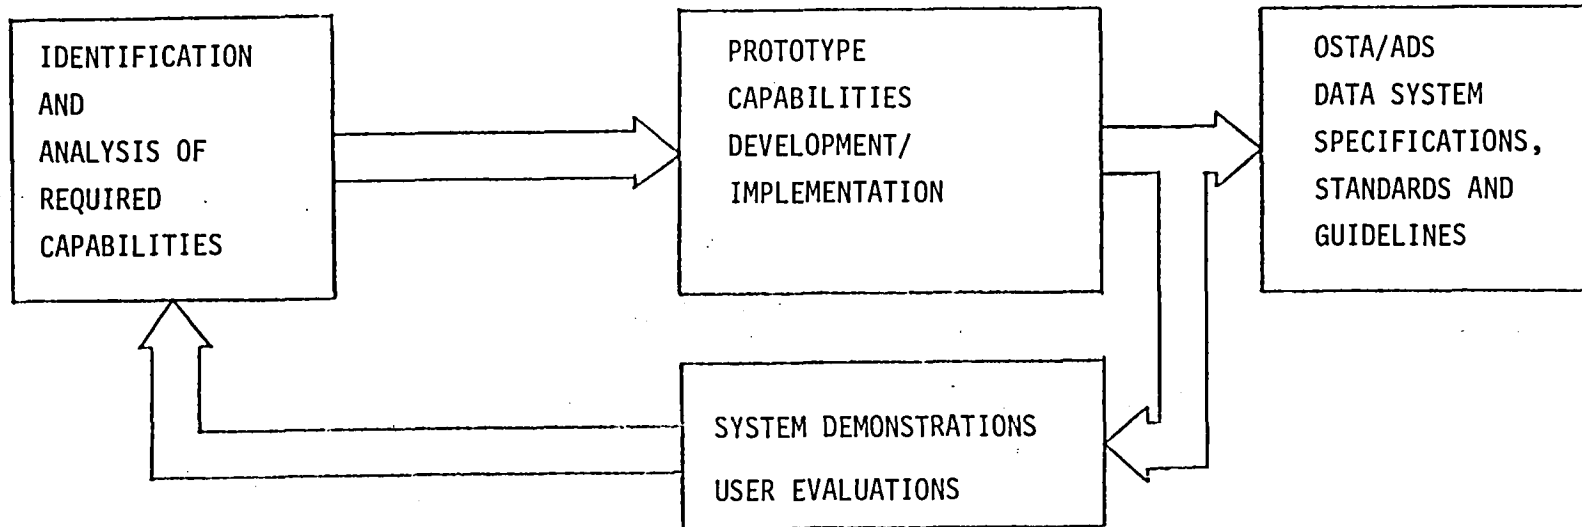 IDENTIFICATION
AND
ANALYSIS OF
REQUIRED
CAPABILITIES
PROTOTYPE
CAPABILITIES
DEVELOPMENT/
IMPLEMENTATION
OSTA/ADS
DATA SYSTEM
SPECIFICATIONS,
STANDARDS AND
GUIDELINES
SYSTEM DEMONSTRATIONS
USER EVALUATIONS